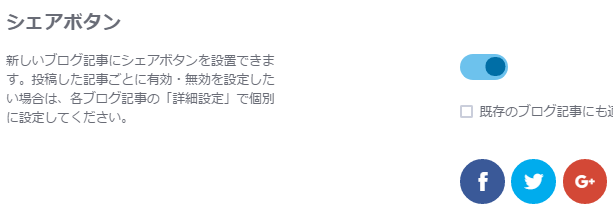 シェアボタン
新しいブログ記事にシェアボタンを設置できま
す。投稿した記事ごとに有効・無効を設定した
い場合は、各ブログ記事の「詳細設定」で個別
に設定してください。
既存のブログ記事にも
f
G+